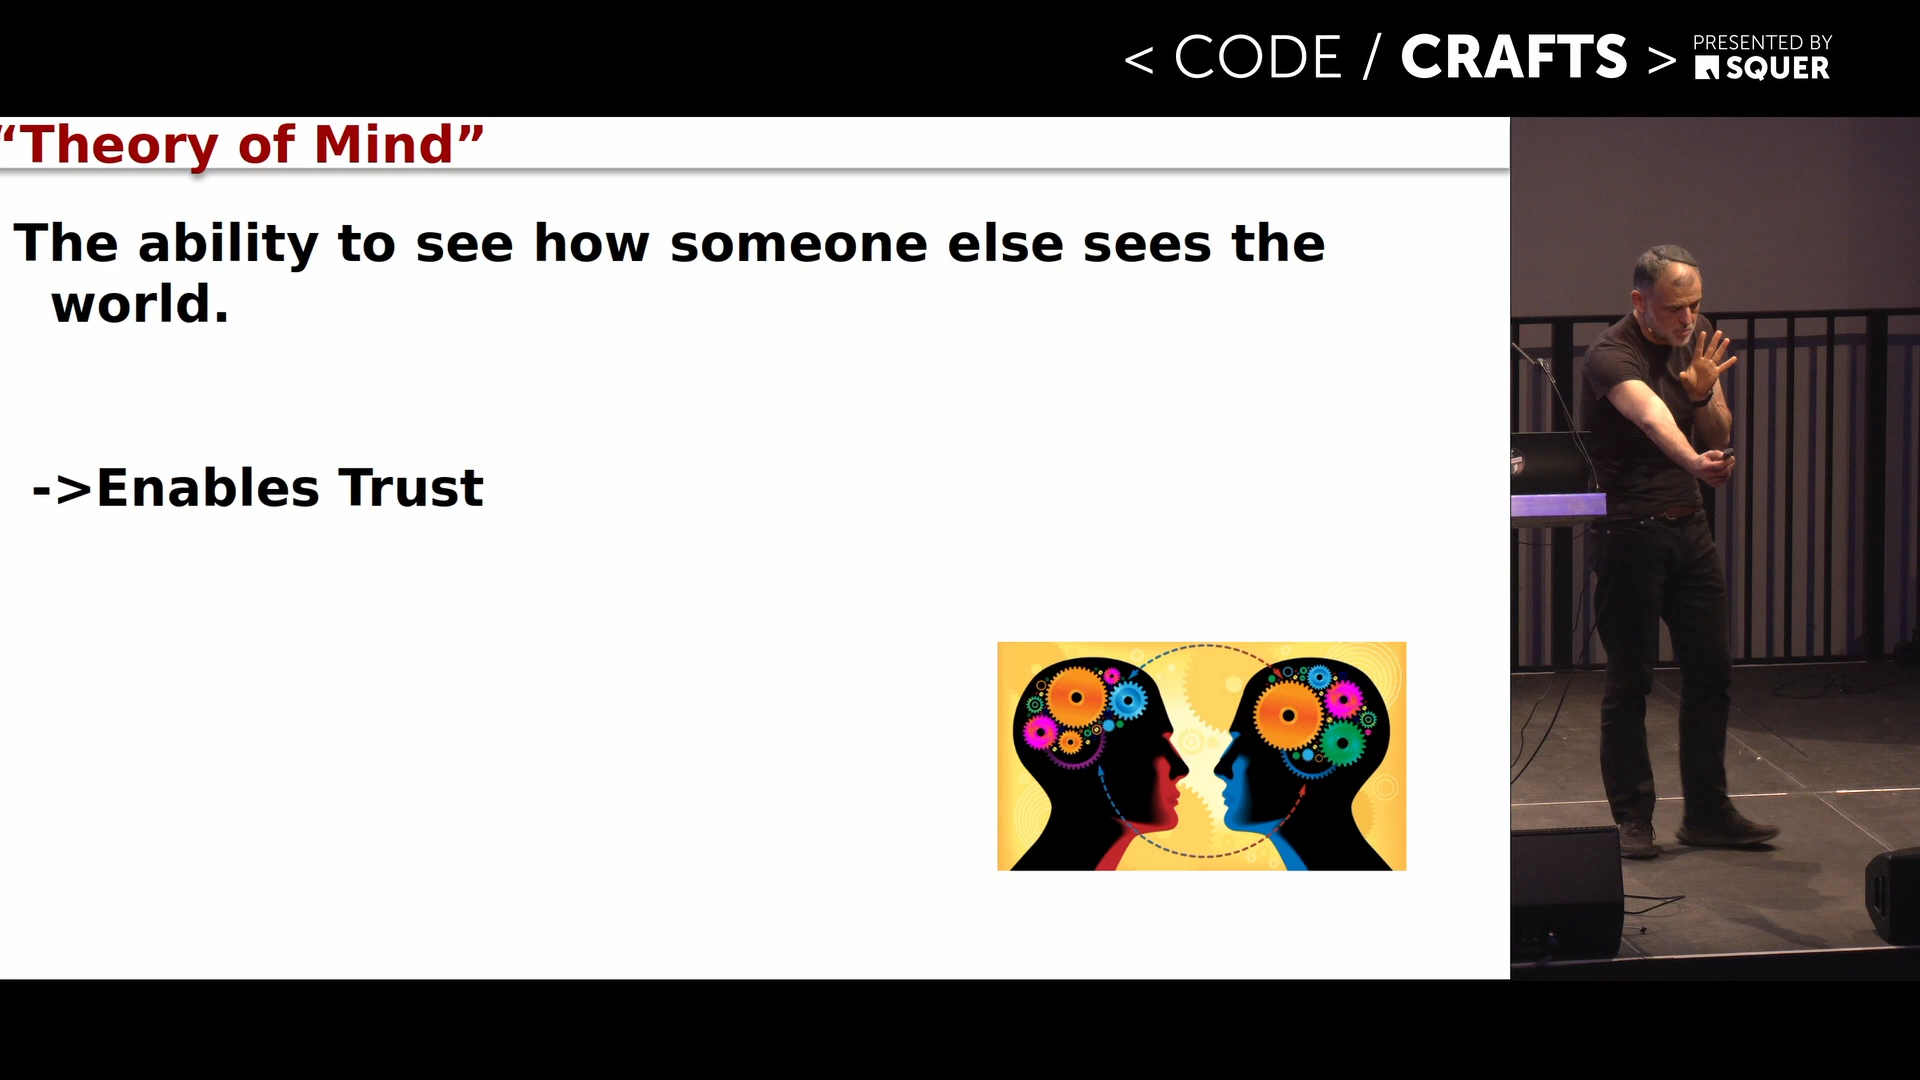 < CODE / CRAFTS >
PRESENTED BY
SQUER
“Theory of Mind”
The ability to see how someone else sees the
world.
->Enables Trust